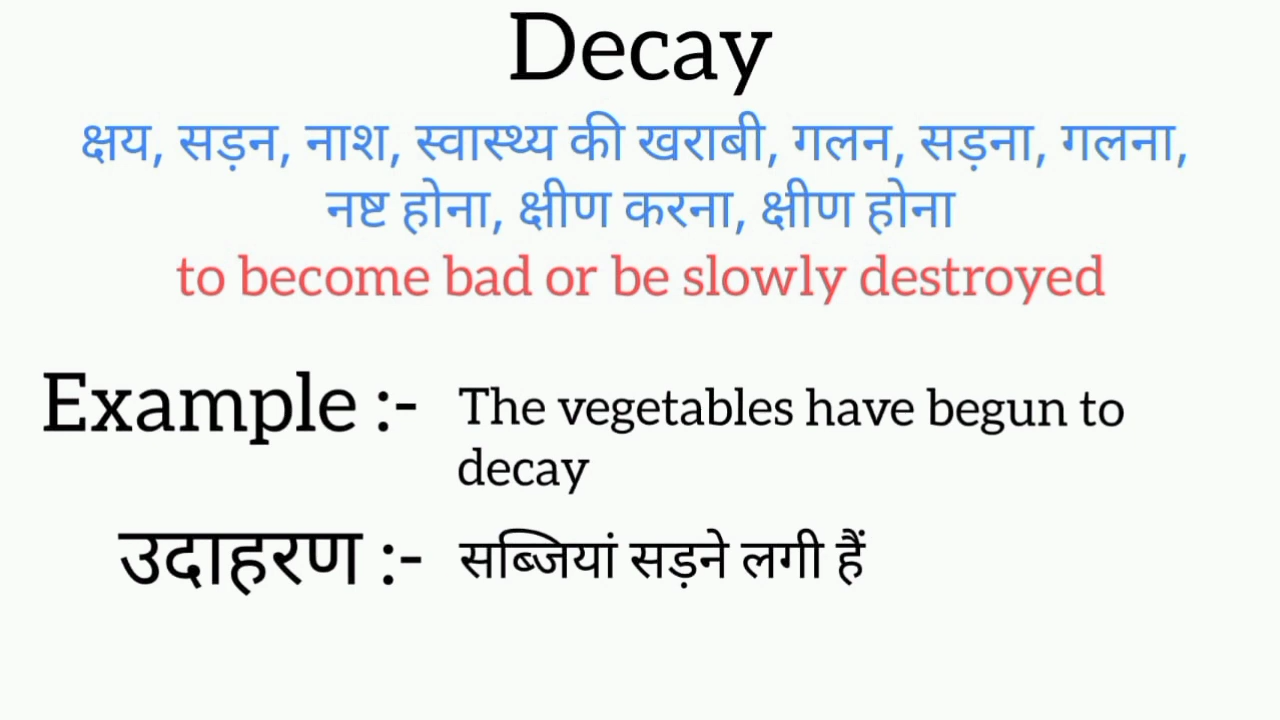 Decay
क्षय, सड़न, नाश, स्वास्थ्य की खराबी, गलन, सड़ना, गलना,
नष्ट होना, क्षीण करना, क्षीण होना
to become bad or be slowly destroyed
Example :- The vegetables have begun to
decay
उदाहरण :- सब्जियां सड़ने लगी हैं